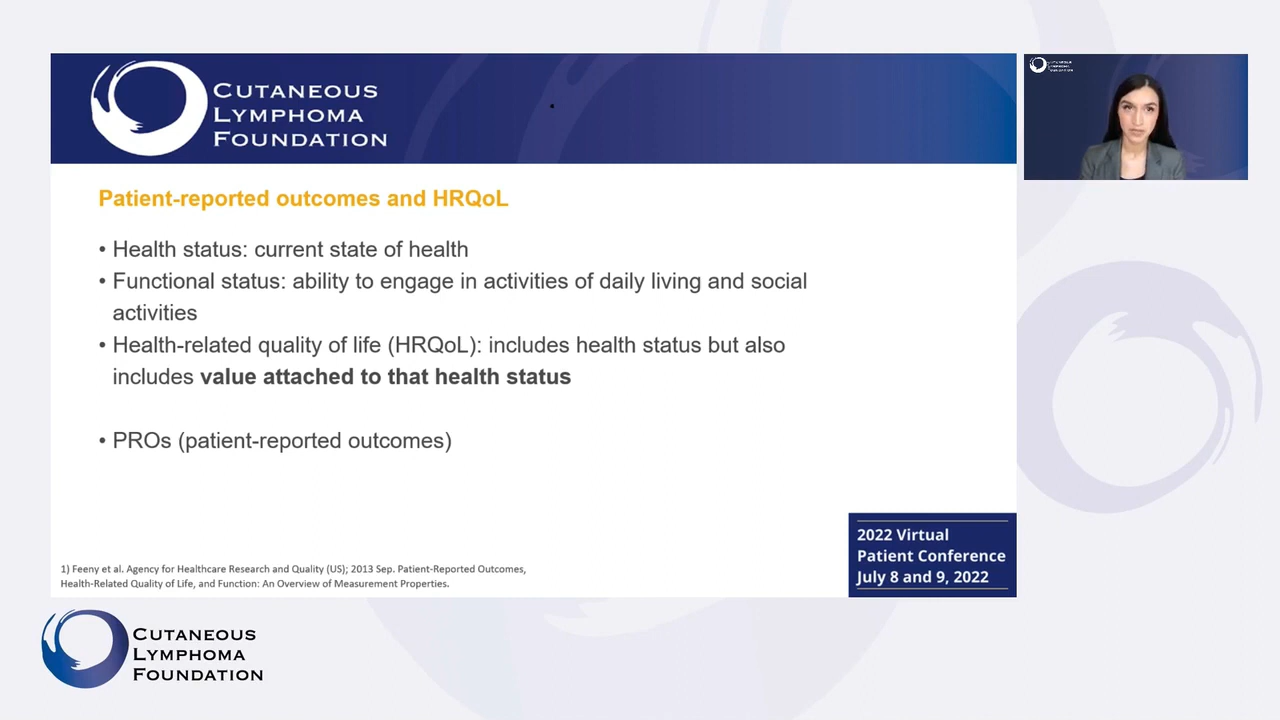 CUTANEOUS
LYMPHOMA
FOUNDATION
Patient-reported outcomes and HRQoL
• Health status: current state of health
• Functional status: ability to engage in activities of daily living and social
activities
• Health-related quality of life (HRQoL): includes health status but also
includes value attached to that health status
• PROs (patient-reported outcomes)
1) Feeny et al. Agency for Healthcare Research and Quality (US); 2013 Sep. Patient-Reported Outcomes,
Health-Related Quality of Life, and Function: An Overview of Measurement Properties.
2022 Virtual
Patient Conference
July 8 and 9, 2022
CUTANEOUS
LYMPHOMA
FOUNDATION
CUTANEOUS
LYMPHOMA
FOUNDATION